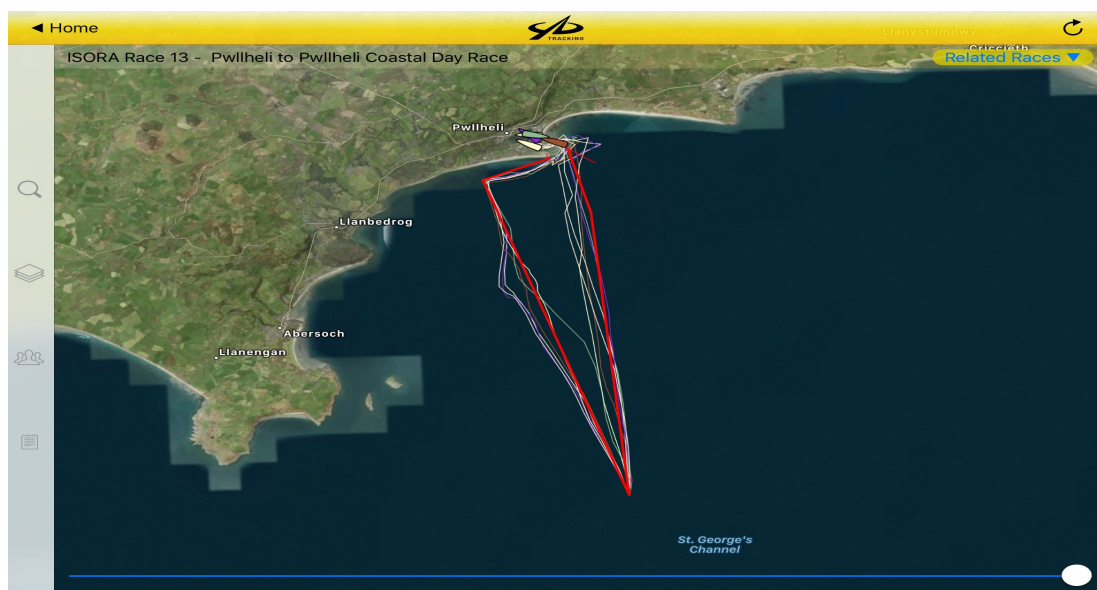 ◀ Home
TRACKING
Llanystumdwy
Criccieth
ISORA Race 13 - Pwllheli to Pwllheli Coastal Day Race
Related Races ▼
Pwllheli
Llanbedrog
Abersoch
Llanengan
St. George's
Channel